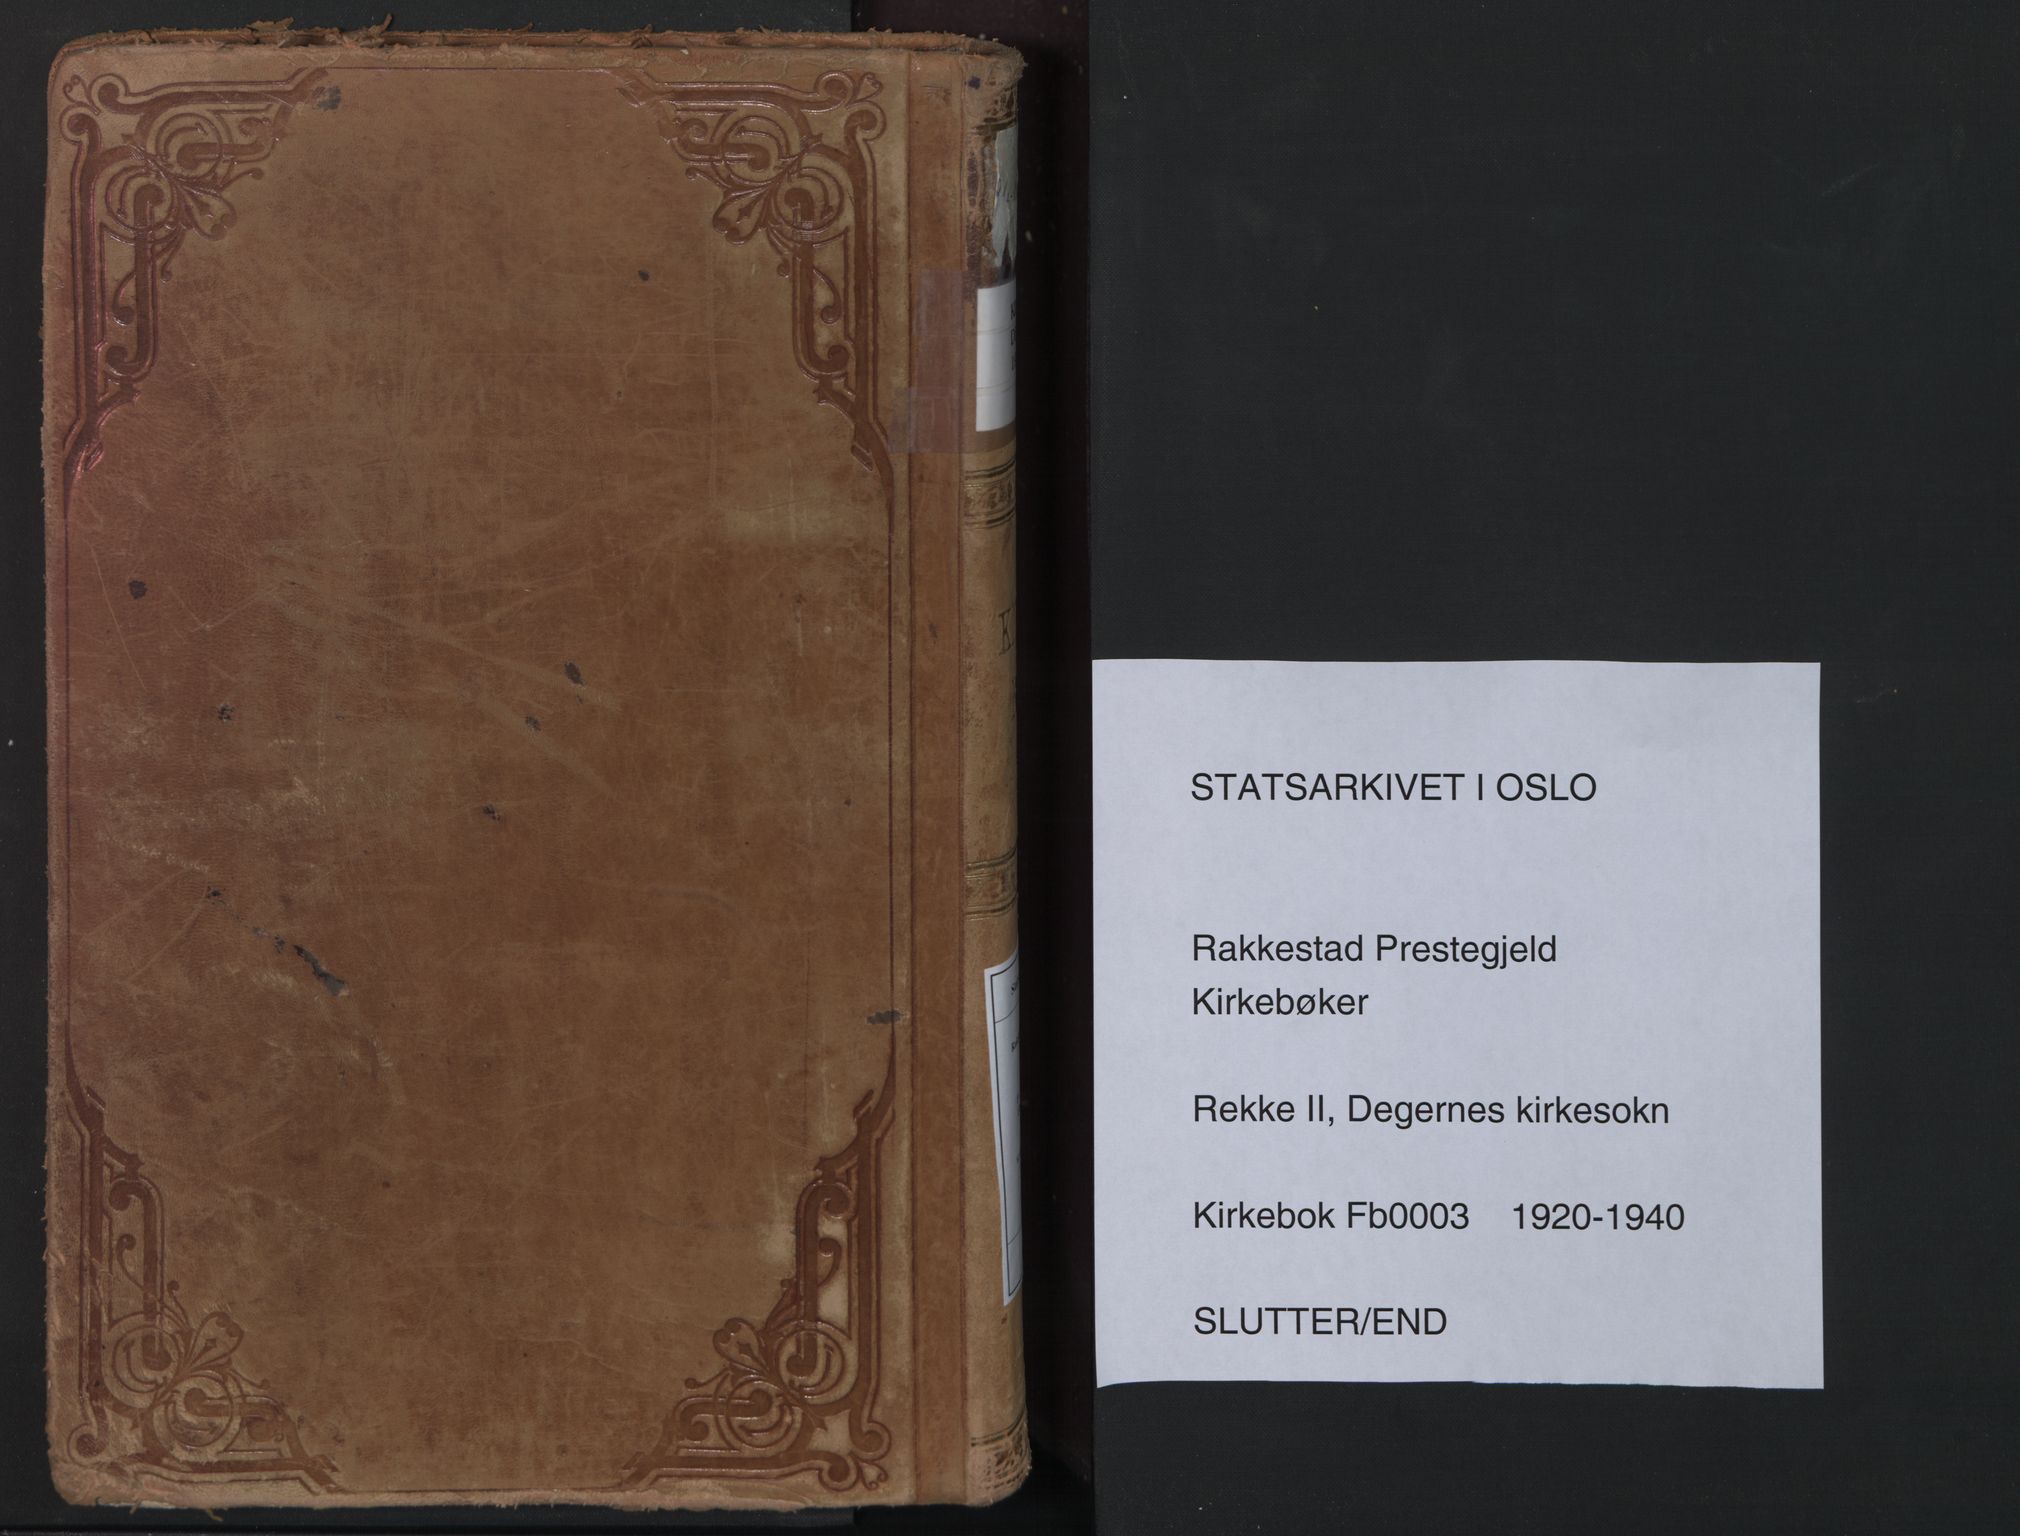 STATSARKIVET I OSLO
Rakkestad Prestegjeld
Kirkebøker
Rekke II, Degernes kirkesokn
Kirkebok Fb0003 1920-1940
SLUTTER/END